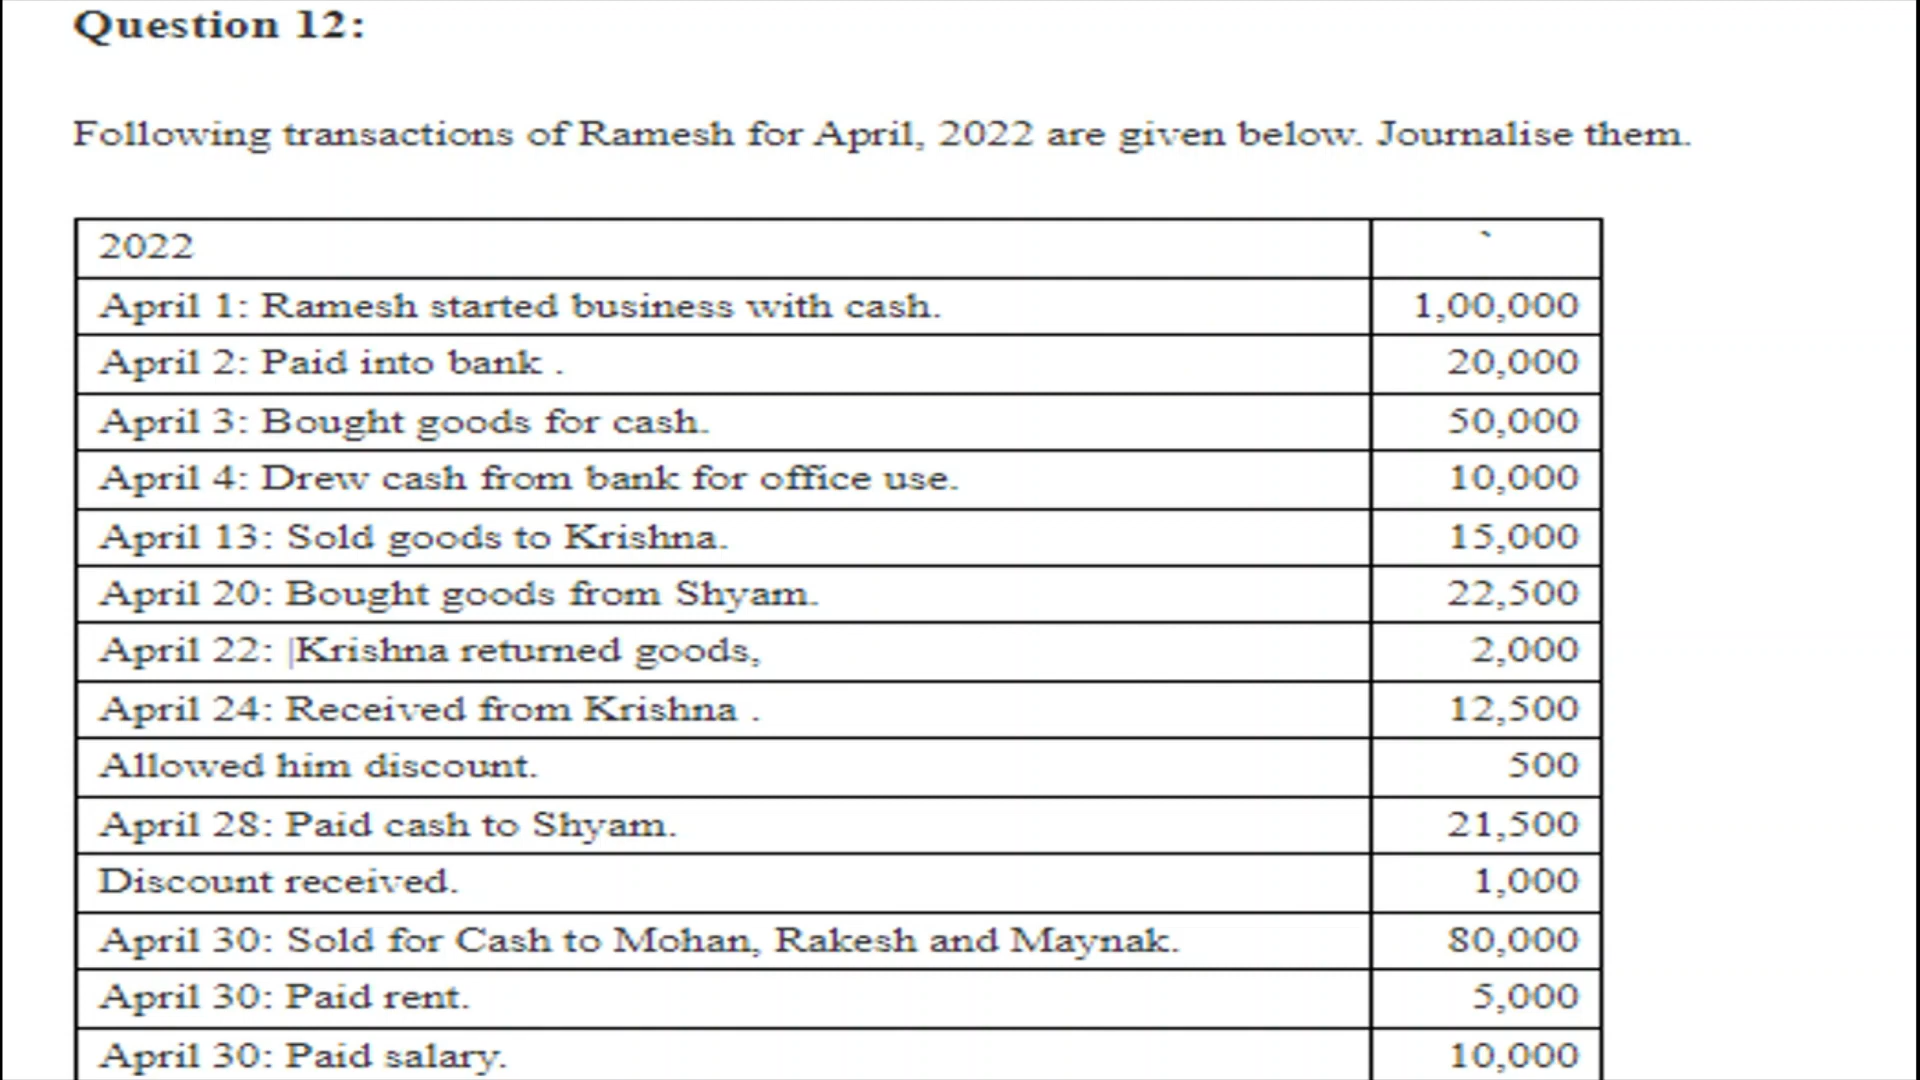 Question 12:
Following transactions of Ramesh for April, 2022 are given below. Journalise them.
2022 `
April 1: Ramesh started business with cash. 1,00,000
April 2: Paid into bank . 20,000
April 3: Bought goods for cash. 50,000
April 4: Drew cash from bank for office use. 10,000
April 13: Sold goods to Krishna. 15,000
April 20: Bought goods from Shyam. 22,500
April 22: |Krishna returned goods, 2,000
April 24: Received from Krishna . 12,500
Allowed him discount. 500
April 28: Paid cash to Shyam. 21,500
Discount received. 1,000
April 30: Sold for Cash to Mohan, Rakesh and Maynak. 80,000
April 30: Paid rent. 5,000
April 30: Paid salary. 10,000